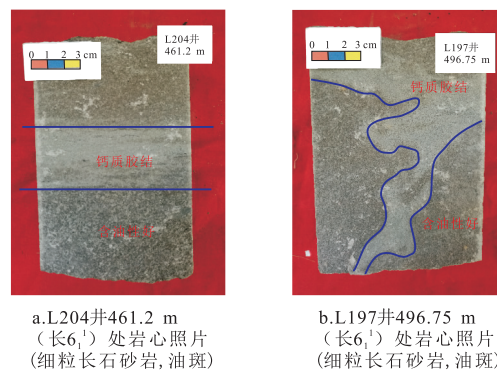 L204井
461.2 m
0 1 2 3 cm
钙质胶结
含油性好
L197井
496.75 m
0 1 2 3 cm
钙质胶结
含油性好
a.L204井461.2 m
（长6₁¹）处岩心照片
(细粒长石砂岩,油斑)
b.L197井496.75 m
（长6₁¹）处岩心照片
(细粒长石砂岩,油斑)